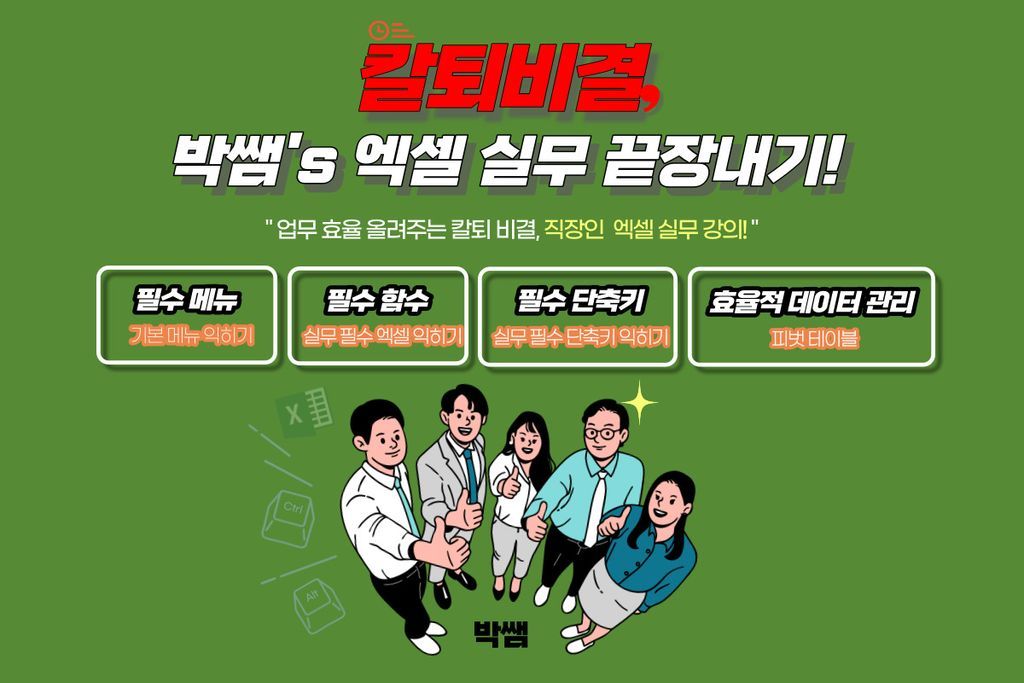 칼퇴비결,
박쌤's 엑셀 실무 끝장내기!
" 업무 효율 올려주는 칼퇴 비결, 직장인 엑셀 실무 강의! "
필수 메뉴
기본 메뉴 익히기
필수 함수
실무 필수 엑셀 익히기
필수 단축키
실무 필수 단축키 익히기
효율적 데이터 관리
피벗 테이블
X
Ctrl
Alt
박쌤